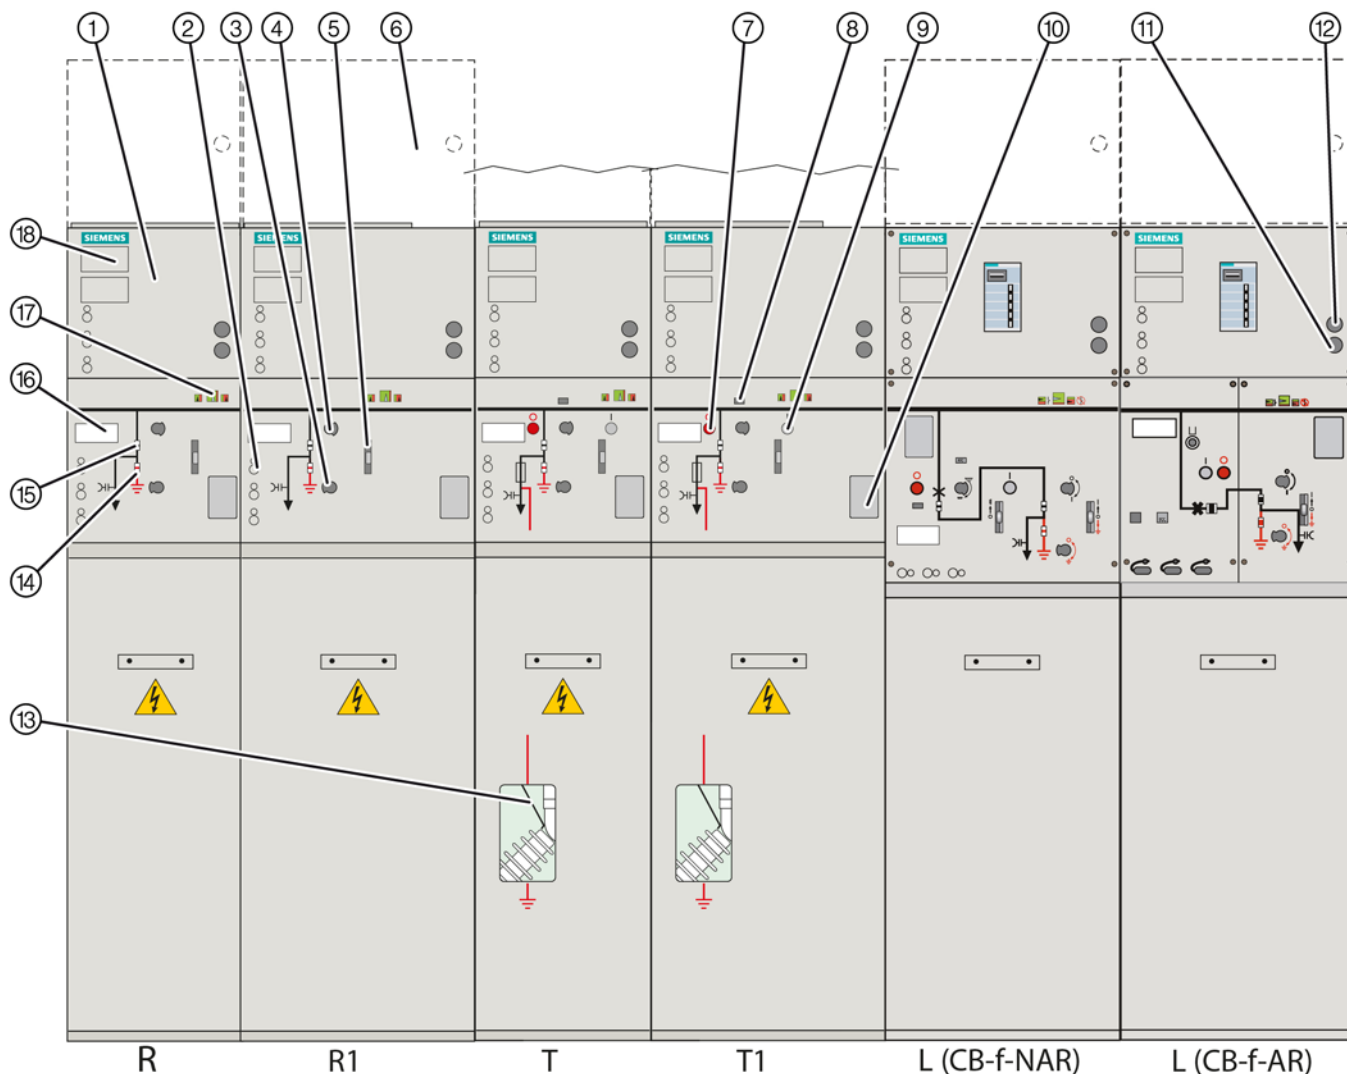 ① ② ③ ④ ⑤ ⑥ ⑦ ⑧ ⑨ ⑩ ⑪ ⑫
⑱ SIEMENS SIEMENS SIEMENS SIEMENS SIEMENS SIEMENS
⑰
⑯
⑮
⑭
⑬
R R1 T T1 L (CB-f-NAR) L (CB-f-AR)